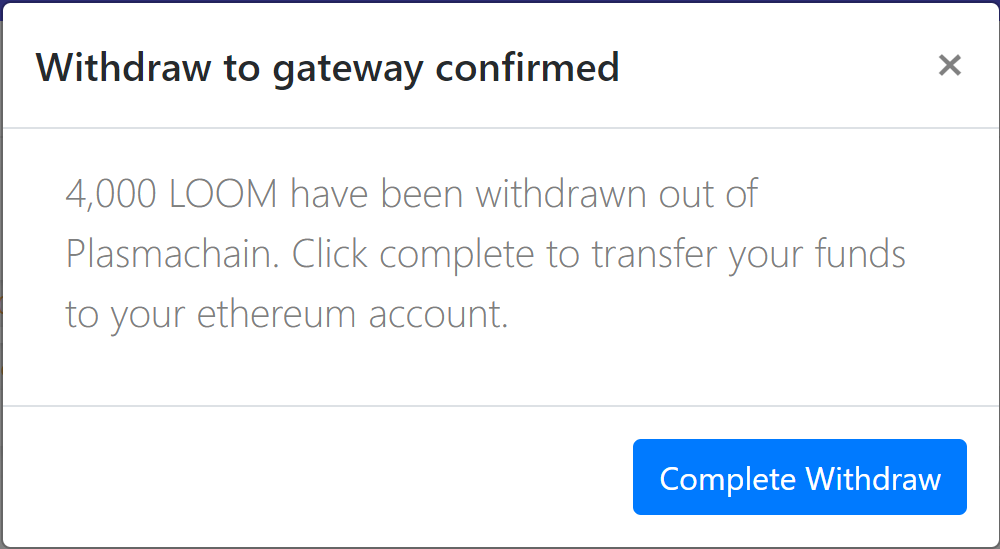 Withdraw to gateway confirmed ×
4,000 LOOM have been withdrawn out of
Plasmachain. Click complete to transfer your funds
to your ethereum account.
Complete Withdraw